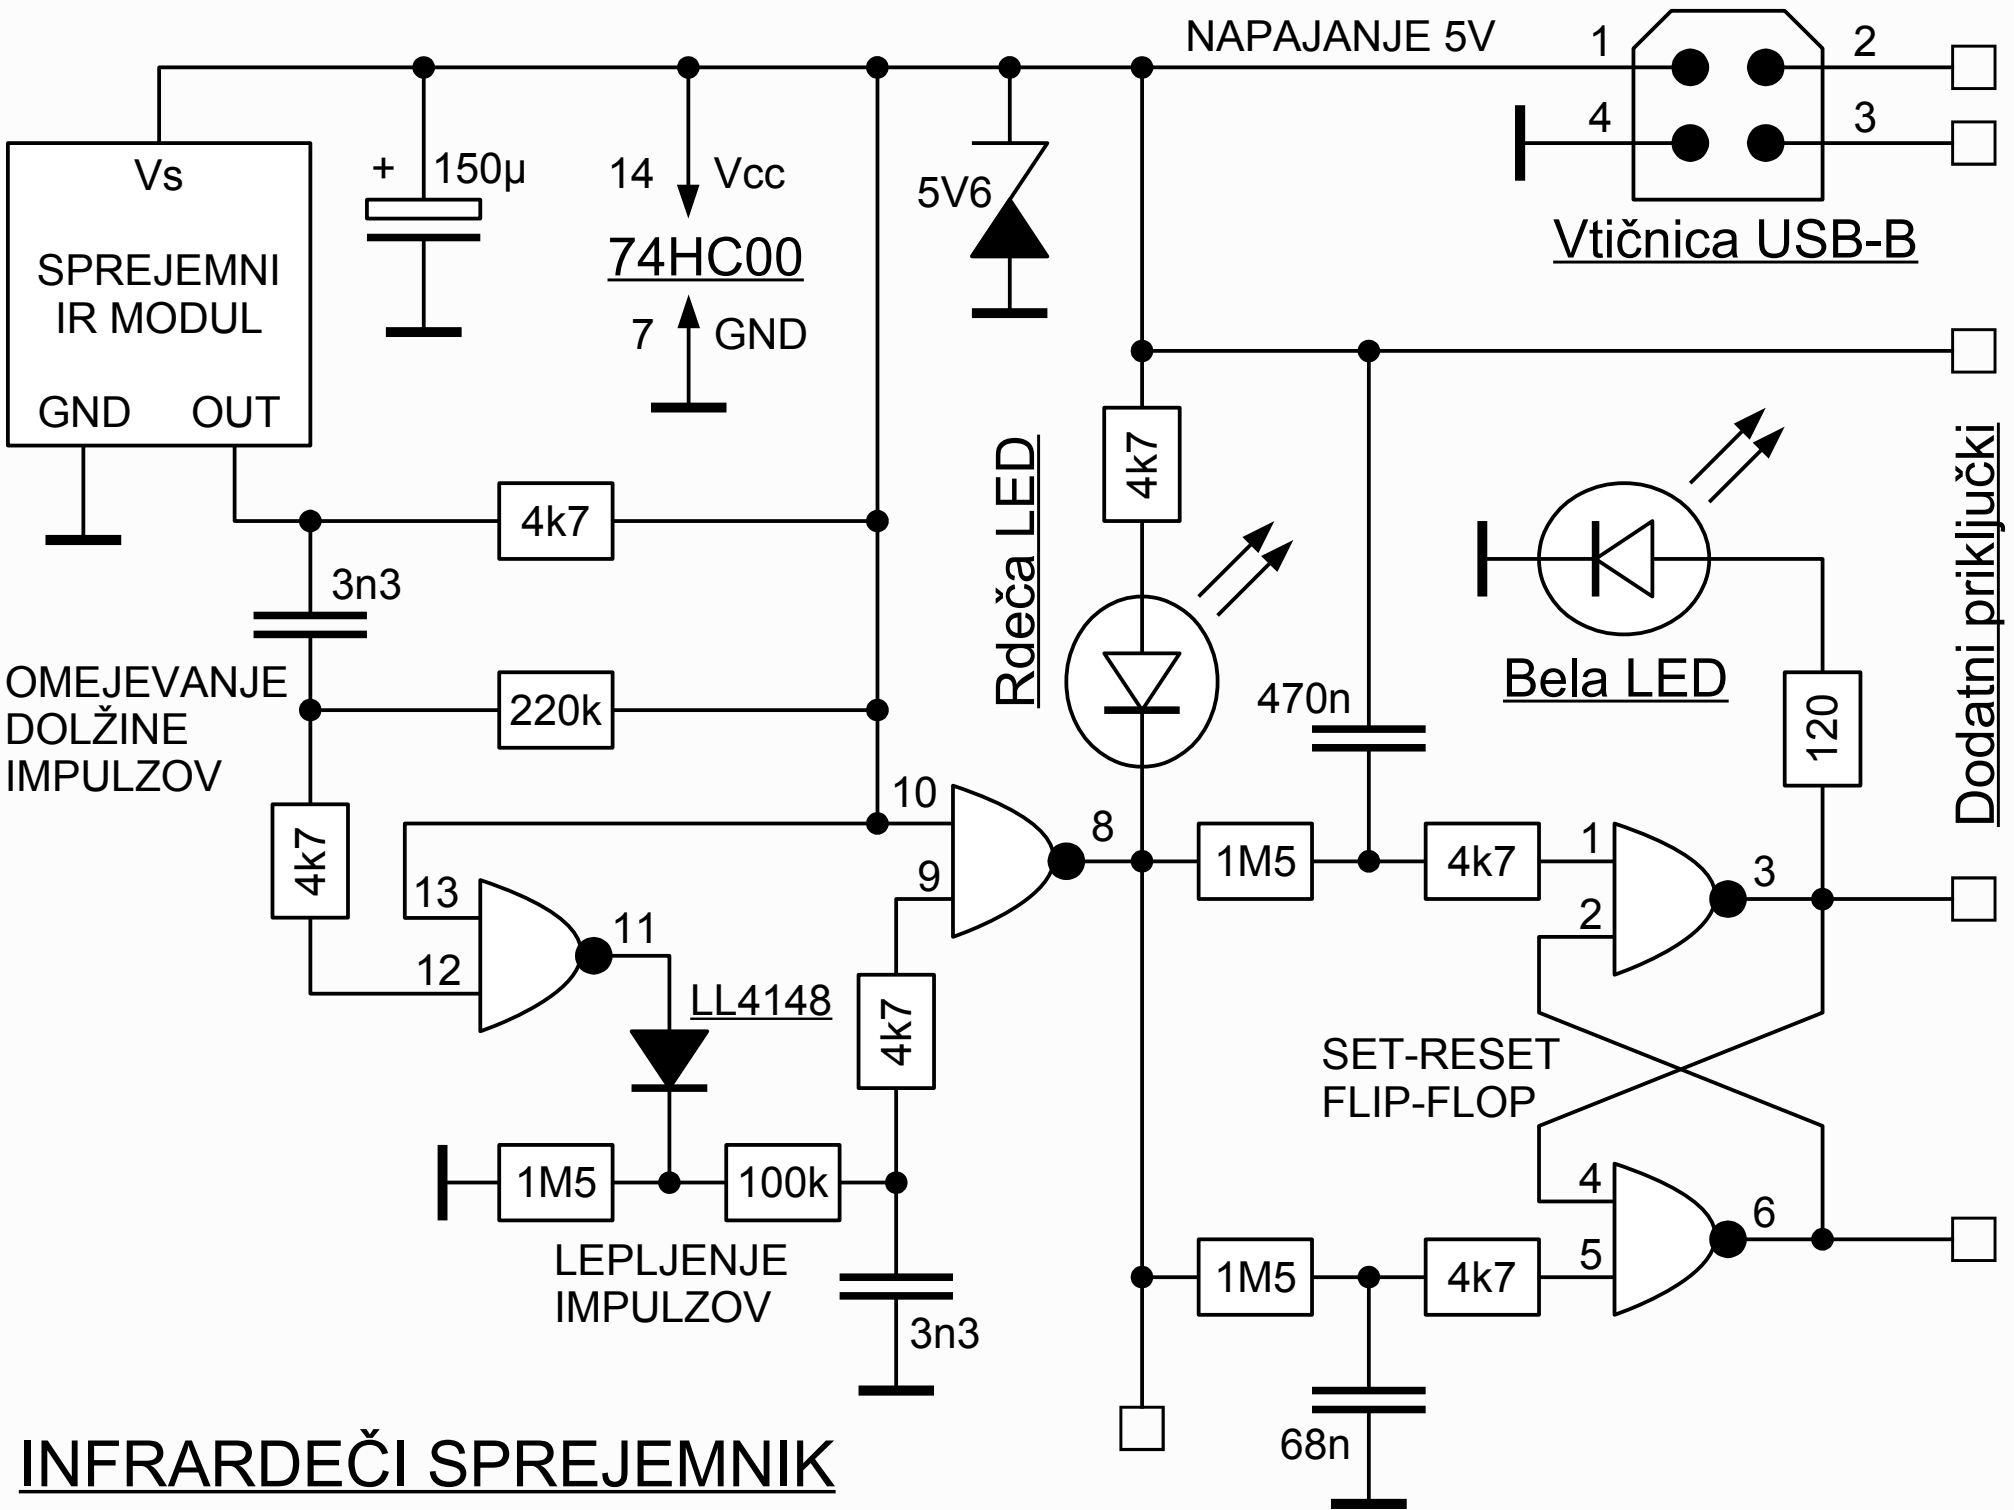 NAPAJANJE 5V
1
2
4
3
Vtičnica USB-B
Vs
SPREJEMNI
IR MODUL
GND
OUT
+
150µ
14
Vcc
74HC00
7
GND
5V6
4k7
3n3
OMEJEVANJE
DOLŽINE
IMPULZOV
220k
4k7
13
12
11
LL4148
10
9
8
4k7
1M5
100k
LEPLJENJE
IMPULZOV
3n3
Rdeča LED
4k7
470n
Bela LED
120
Dodatni priključki
1M5
4k7
1
2
3
SET-RESET
FLIP-FLOP
4
5
6
1M5
4k7
68n
INFRARDEČI SPREJEMNIK